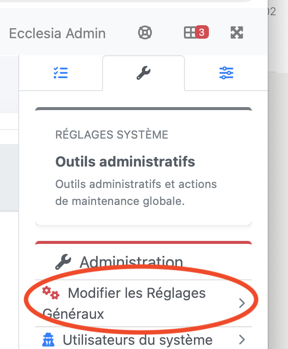 02
Ecclesia Admin
3
RÉGLAGES SYSTÈME
Outils administratifs
Outils administratifs et actions
de maintenance globale.
Administration
Modifier les Réglages
Généraux
Utilisateurs du système